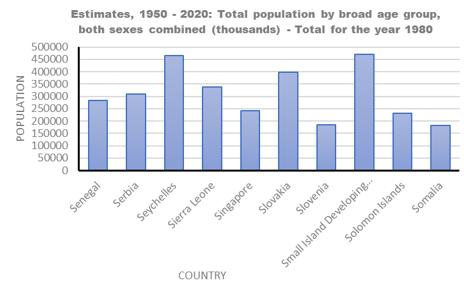 Estimates, 1950 - 2020: Total population by broad age group,
both sexes combined (thousands) - Total for the year 1980
POPULATION
500000
450000
400000
350000
300000
250000
200000
150000
100000
50000
0
Senegal
Serbia
Seychelles
Sierra Leone
Singapore
Slovakia
Slovenia
Small Island Developing..
Solomon Islands
Somalia
COUNTRY